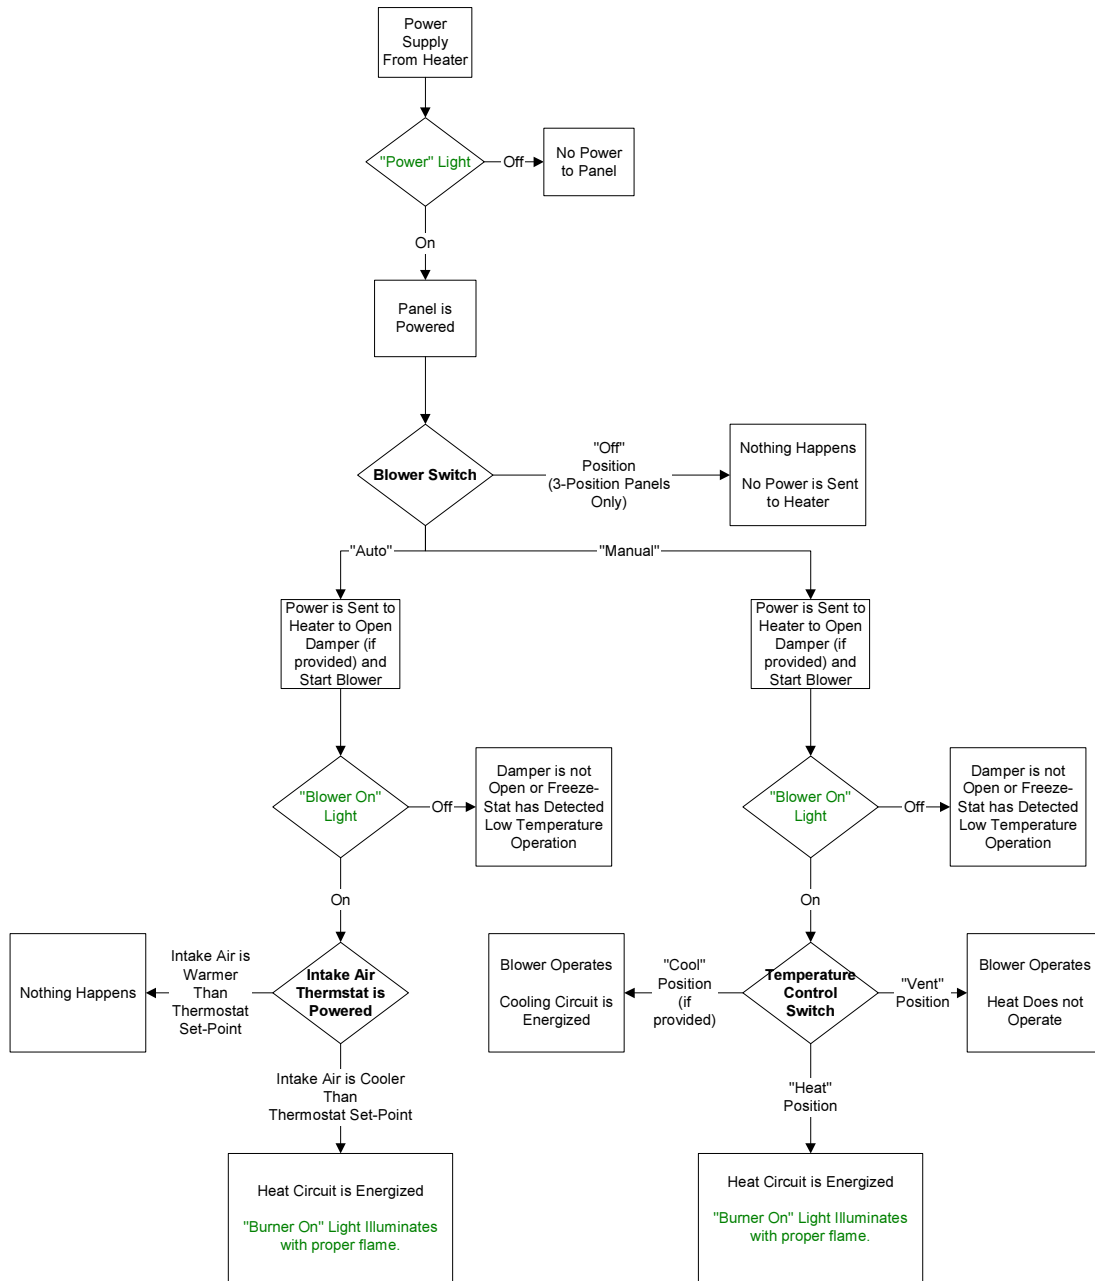 Power
Supply
From Heater
"Power" Light
Off
No Power
to Panel
On
Panel is
Powered
Blower Switch
"Off"
Position
(3-Position Panels
Only)
Nothing Happens
No Power is Sent
to Heater
"Auto"
"Manual"
Power is Sent to
Heater to Open
Damper (if
provided) and
Start Blower
Power is Sent to
Heater to Open
Damper (if
provided) and
Start Blower
"Blower On"
Light
Off
Damper is not
Open or Freeze-
Stat has Detected
Low Temperature
Operation
"Blower On"
Light
Off
Damper is not
Open or Freeze-
Stat has Detected
Low Temperature
Operation
On
On
Nothing Happens
Intake Air is
Warmer
Than
Thermostat
Set-Point
Intake Air
Thermstat is
Powered
Blower Operates
Cooling Circuit is
Energized
"Cool"
Position
(if
provided)
Temperature
Control
Switch
"Vent"
Position
Blower Operates
Heat Does not
Operate
Intake Air is Cooler
Than
Thermostat Set-Point
"Heat"
Position
Heat Circuit is Energized
"Burner On" Light Illuminates
with proper flame.
Heat Circuit is Energized
"Burner On" Light Illuminates
with proper flame.